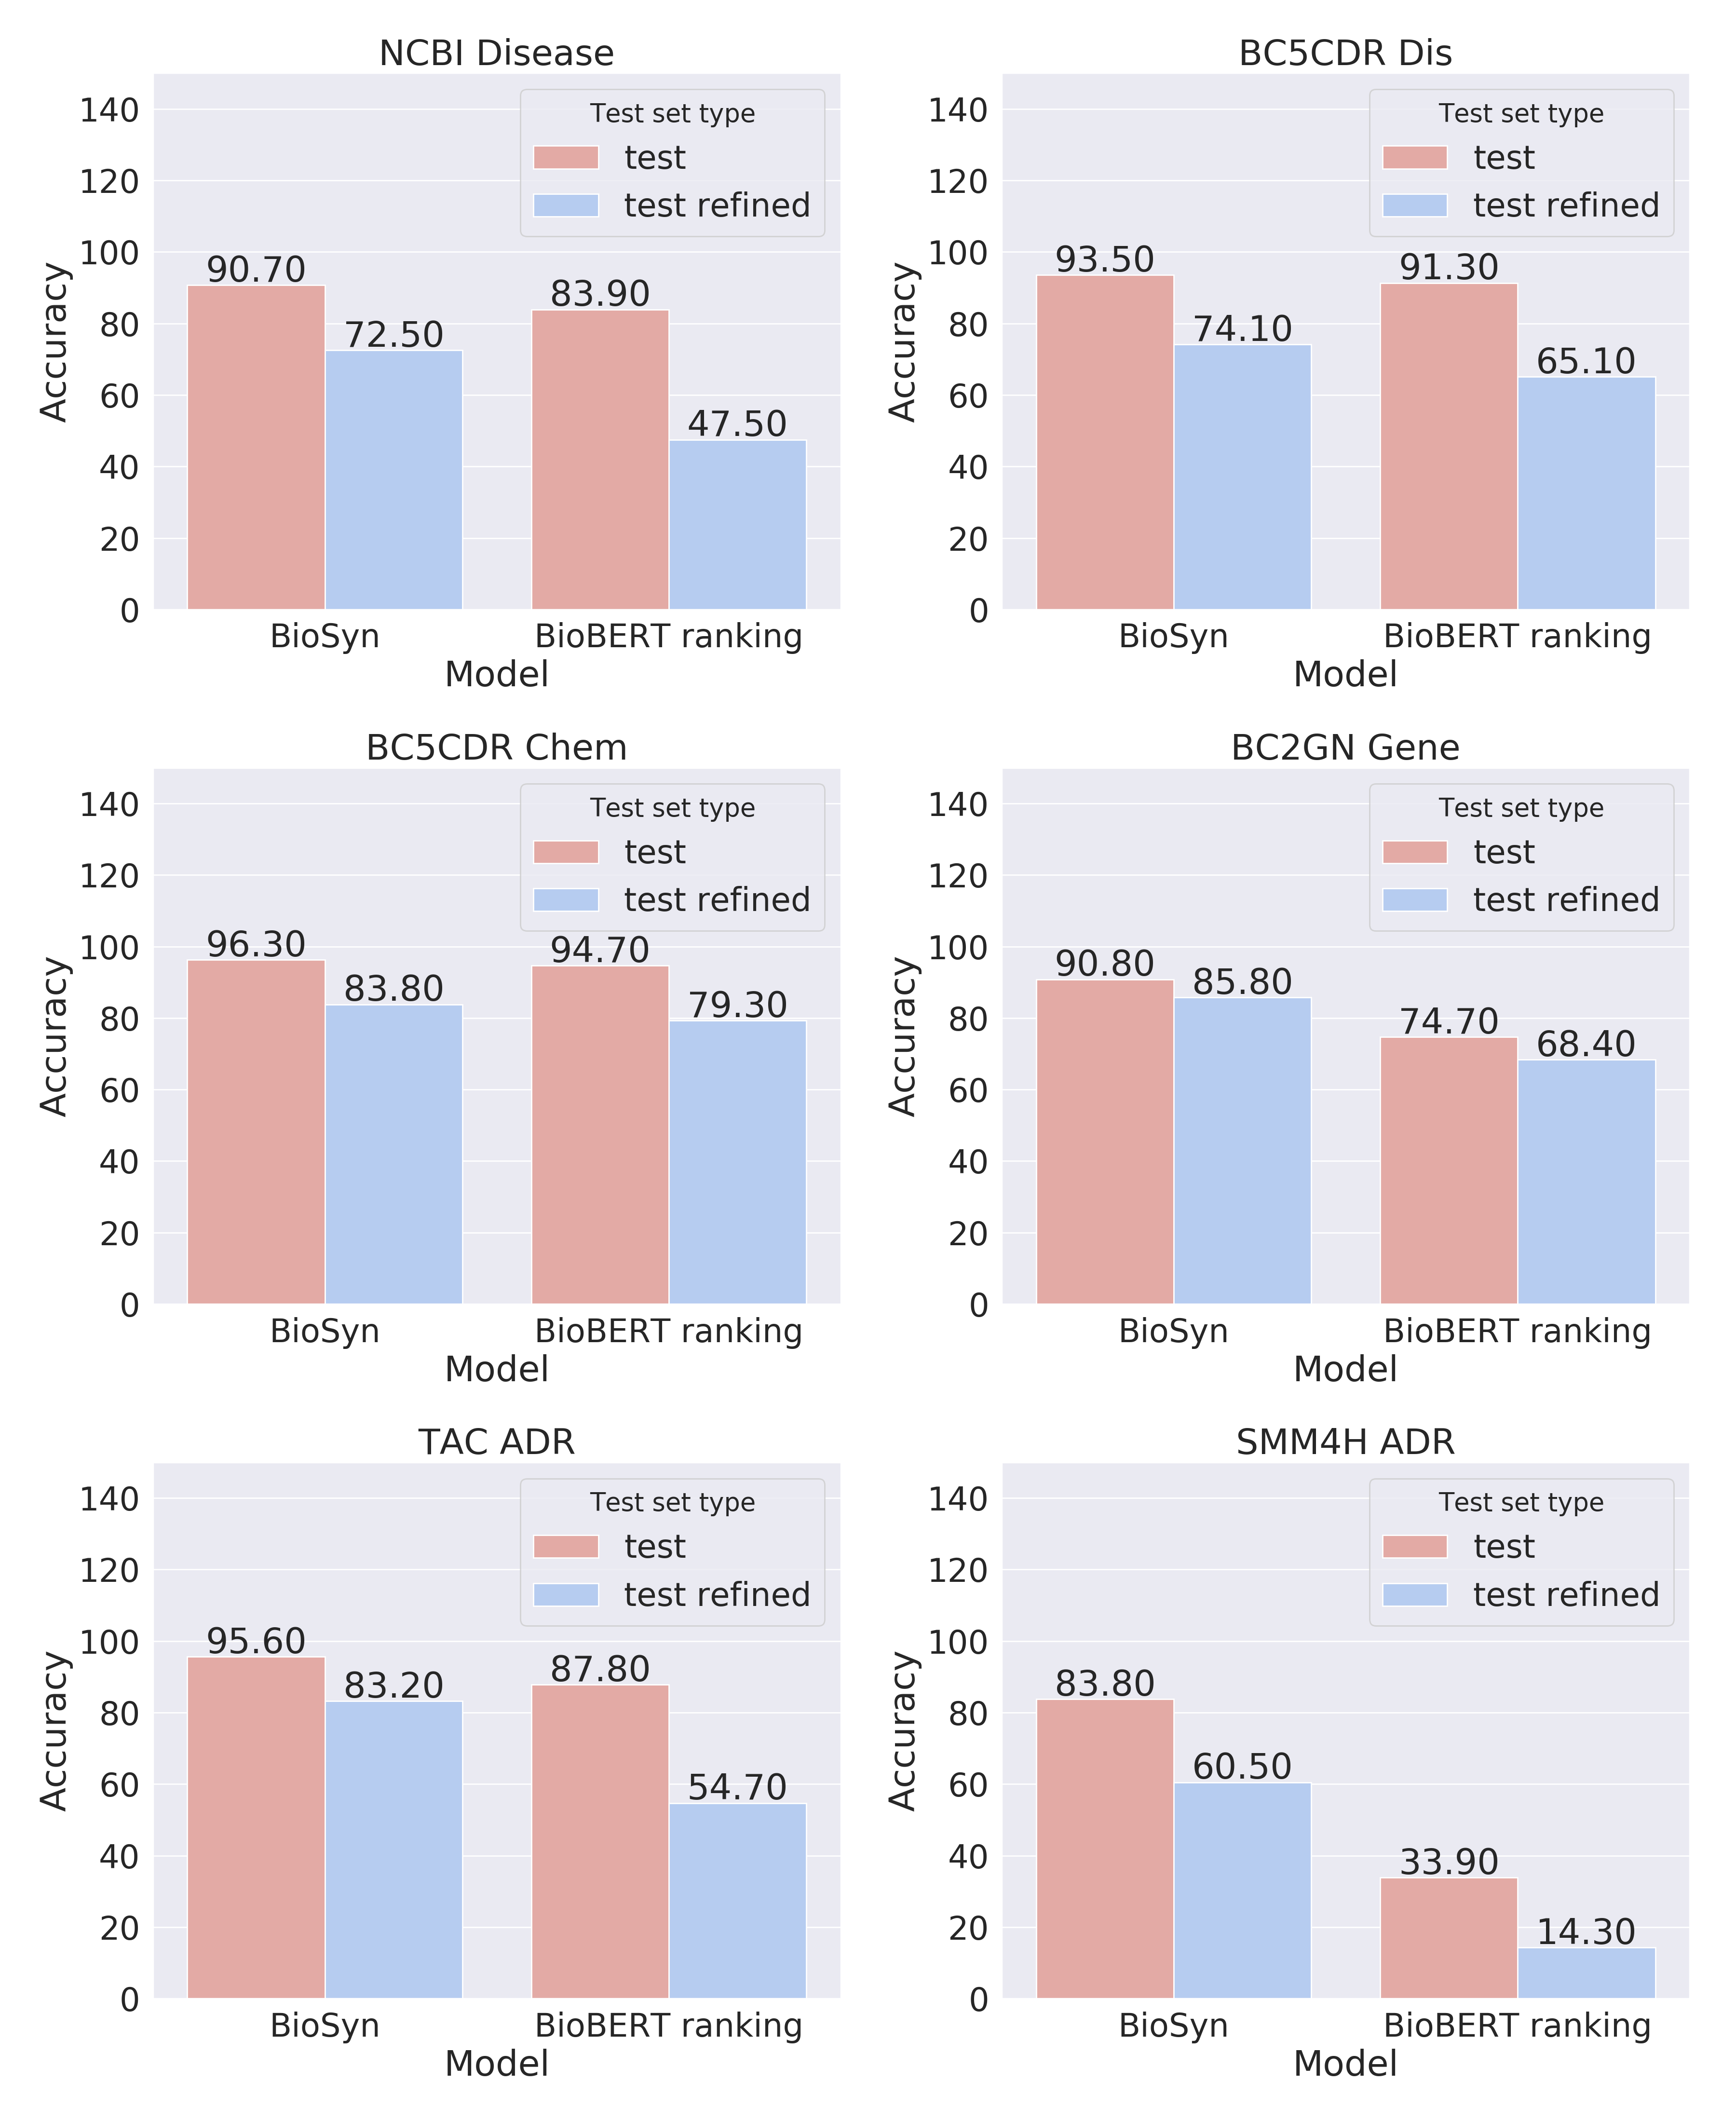 NCBI Disease
140
120
100
80
60
40
20
0
Accuracy
Test set type
test
test refined
90.70
72.50
83.90
47.50
BioSyn
BioBERT ranking
Model
BC5CDR Dis
140
120
100
80
60
40
20
0
Accuracy
Test set type
test
test refined
93.50
74.10
91.30
65.10
BioSyn
BioBERT ranking
Model
BC5CDR Chem
140
120
100
80
60
40
20
0
Accuracy
Test set type
test
test refined
96.30
83.80
94.70
79.30
BioSyn
BioBERT ranking
Model
BC2GN Gene
140
120
100
80
60
40
20
0
Accuracy
Test set type
test
test refined
90.80
85.80
74.70
68.40
BioSyn
BioBERT ranking
Model
TAC ADR
140
120
100
80
60
40
20
0
Accuracy
Test set type
test
test refined
95.60
83.20
87.80
54.70
BioSyn
BioBERT ranking
Model
SMM4H ADR
140
120
100
80
60
40
20
0
Accuracy
Test set type
test
test refined
83.80
60.50
33.90
14.30
BioSyn
BioBERT ranking
Model